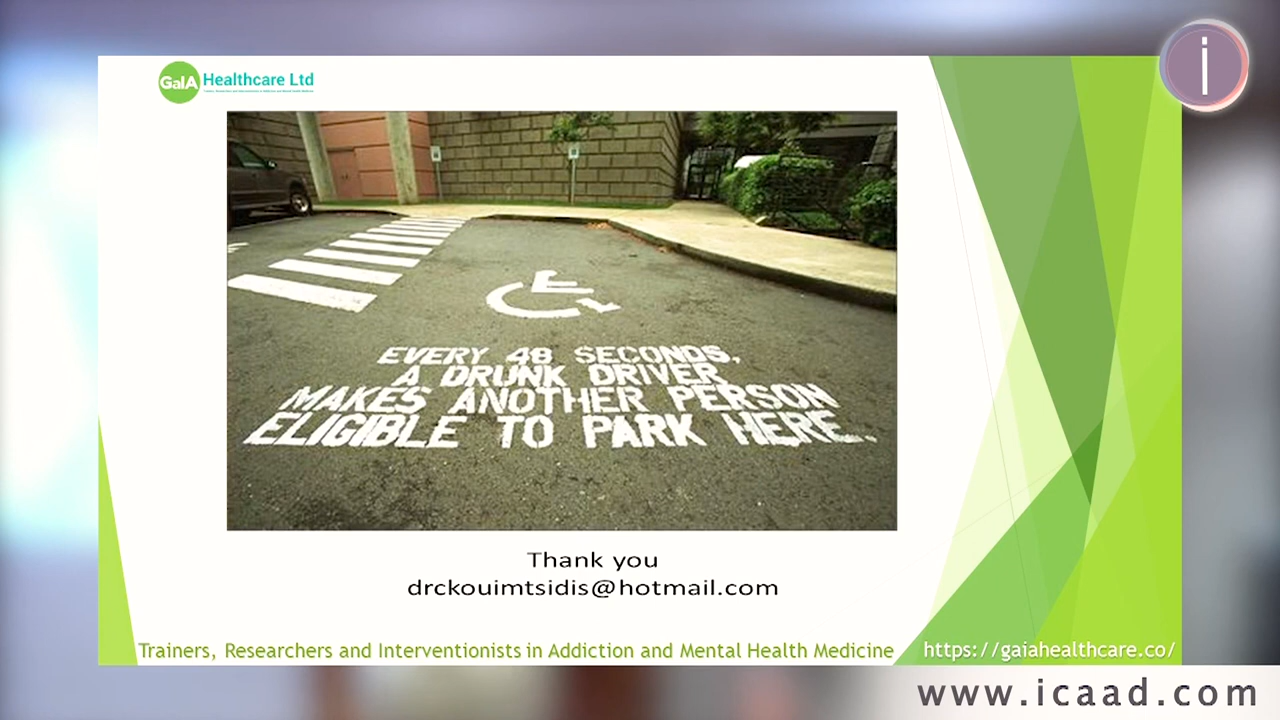 GaIA Healthcare Ltd
i
EVERY 48 SECONDS,
A DRUNK DRIVER
MAKES ANOTHER PERSON
ELIGIBLE TO PARK HERE.
Thank you
drckouimtsidis@hotmail.com
Trainers, Researchers and Interventionists in Addiction and Mental Health Medicine
https://gaiahealthcare.co/
www.icaad.com